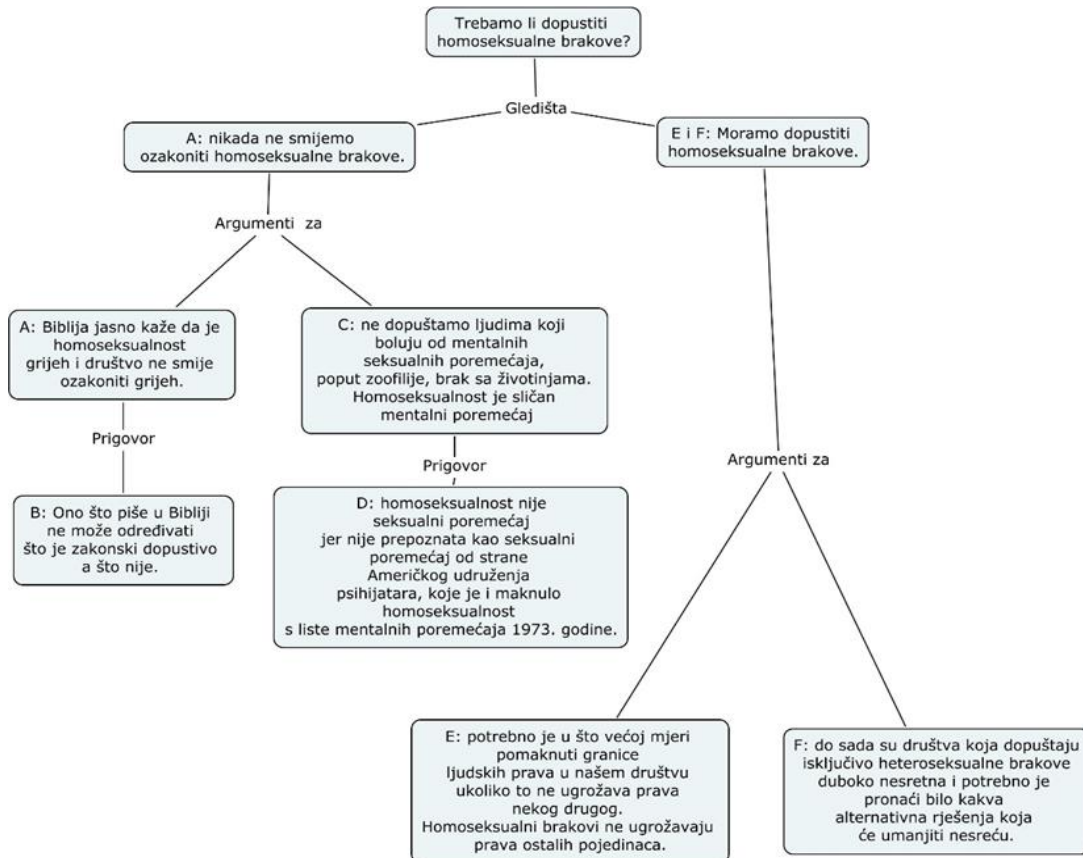 Trebamo li dopustiti
homoseksualne brakove?
Gledišta
A: nikada ne smijemo
ozakoniti homoseksualne brakove.
E i F: Moramo dopustiti
homoseksualne brakove.
Argumenti za
A: Biblija jasno kaže da je
homoseksualnost
grijeh i društvo ne smije
ozakoniti grijeh.
C: ne dopuštamo ljudima koji
boluju od mentalnih
seksualnih poremećaja,
poput zoofilije, brak sa životinjama.
Homoseksualnost je sličan
mentalni poremećaj
Prigovor
Prigovor
Argumenti za
B: Ono što piše u Bibliji
ne može određivati
što je zakonski dopustivo
a što nije.
D: homoseksualnost nije
seksualni poremećaj
jer nije prepoznata kao seksualni
poremećaj od strane
Američkog udruženja
psihijatara, koje je i maknulo
homoseksualnost
s liste mentalnih poremećaja 1973. godine.
E: potrebno je u što većoj mjeri
pomaknuti granice
ljudskih prava u našem društvu
ukoliko to ne ugrožava prava
nekog drugog.
Homoseksualni brakovi ne ugrožavaju
prava ostalih pojedinaca.
F: do sada su društva koja dopuštaju
isključivo heteroseksualne brakove
duboko nesretna i potrebno je
pronaći bilo kakva
alternativna rješenja koja
će umanjiti nesreću.